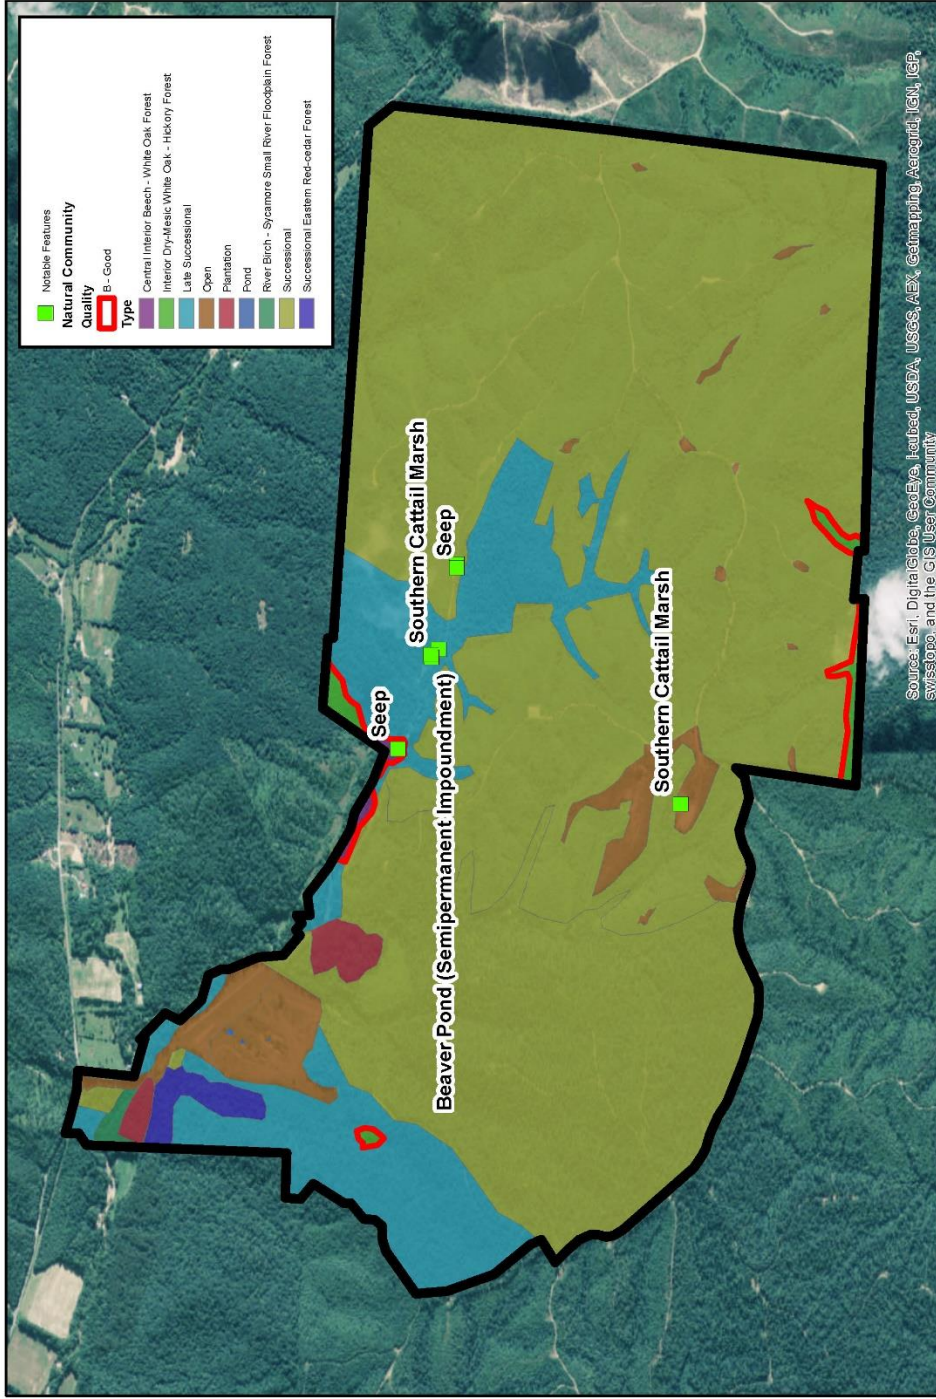 Notable Features
Natural Community
Quality
B - Good
Type
Central Interior Beech - White Oak Forest
Interior Dry-Mesic White Oak - Hickory Forest
Late Successional
Open
Plantation
Pond
River Birch - Sycamore Small River Floodplain Forest
Successional
Successional Eastern Red-cedar Forest
Seep
Southern Cattail Marsh
Seep
Beaver Pond (Semipermanent Impoundment)
Southern Cattail Marsh
Source: Esri, DigitalGlobe, GeoEye, i-cubed, USDA, USGS, AEX, Getmapping, Aerogrid, IGN, IGP,
swisstopo, and the GIS User Community